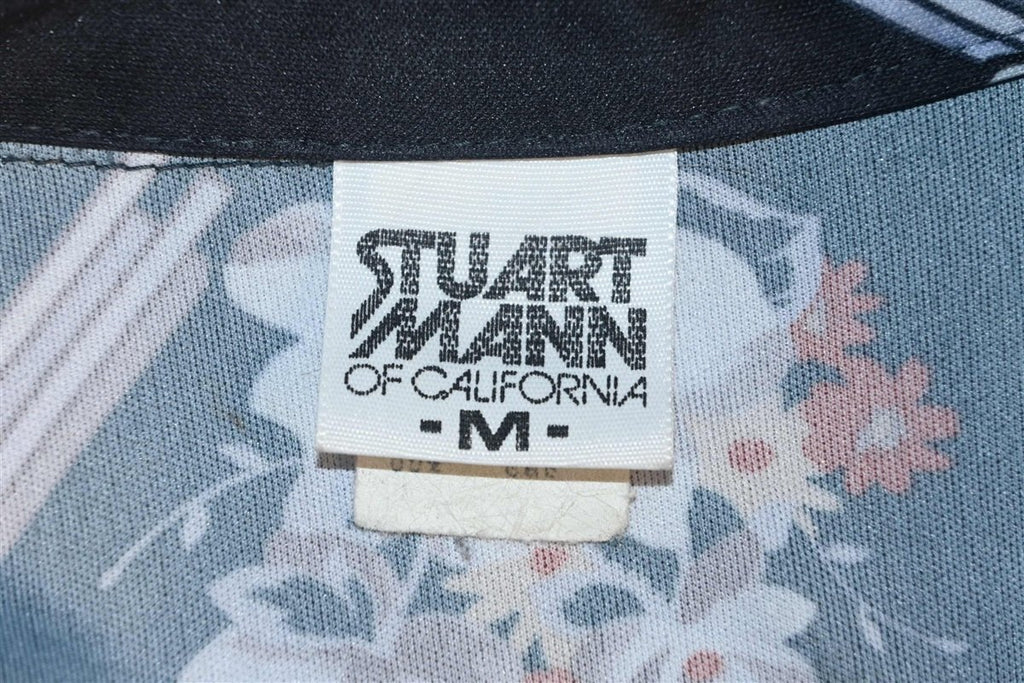 STUART
MANN
OF CALIFORNIA
-M-